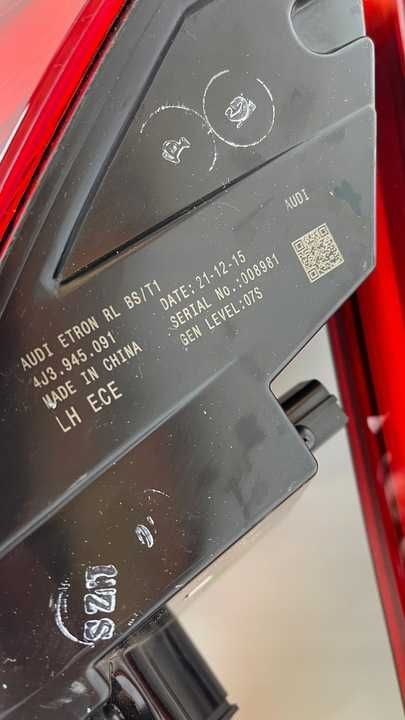 AUDI
AUDI ETRON RL BS/T1
4J3.945.091
MADE IN CHINA
LH ECE
DATE: 21-12-15
SERIAL No.:008981
GEN LEVEL:07S